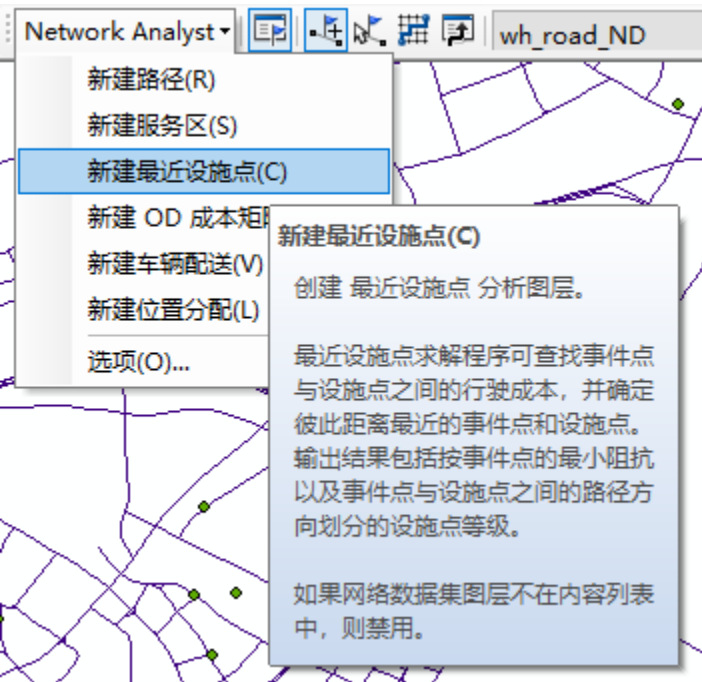 Network Analyst
wh_road_ND
新建路径(R)
新建服务区(S)
新建最近设施点(C)
新建 OD 成本矩
新建车辆配送(V)
新建位置分配(L)
选项(O)...
新建最近设施点(C)
创建 最近设施点 分析图层。
最近设施点求解程序可查找事件点
与设施点之间的行驶成本，并确定
彼此距离最近的事件点和设施点。
输出结果包括按事件点的最小阻抗
以及事件点与设施点之间的路径方
向划分的设施点等级。
如果网络数据集图层不在内容列表
中，则禁用。